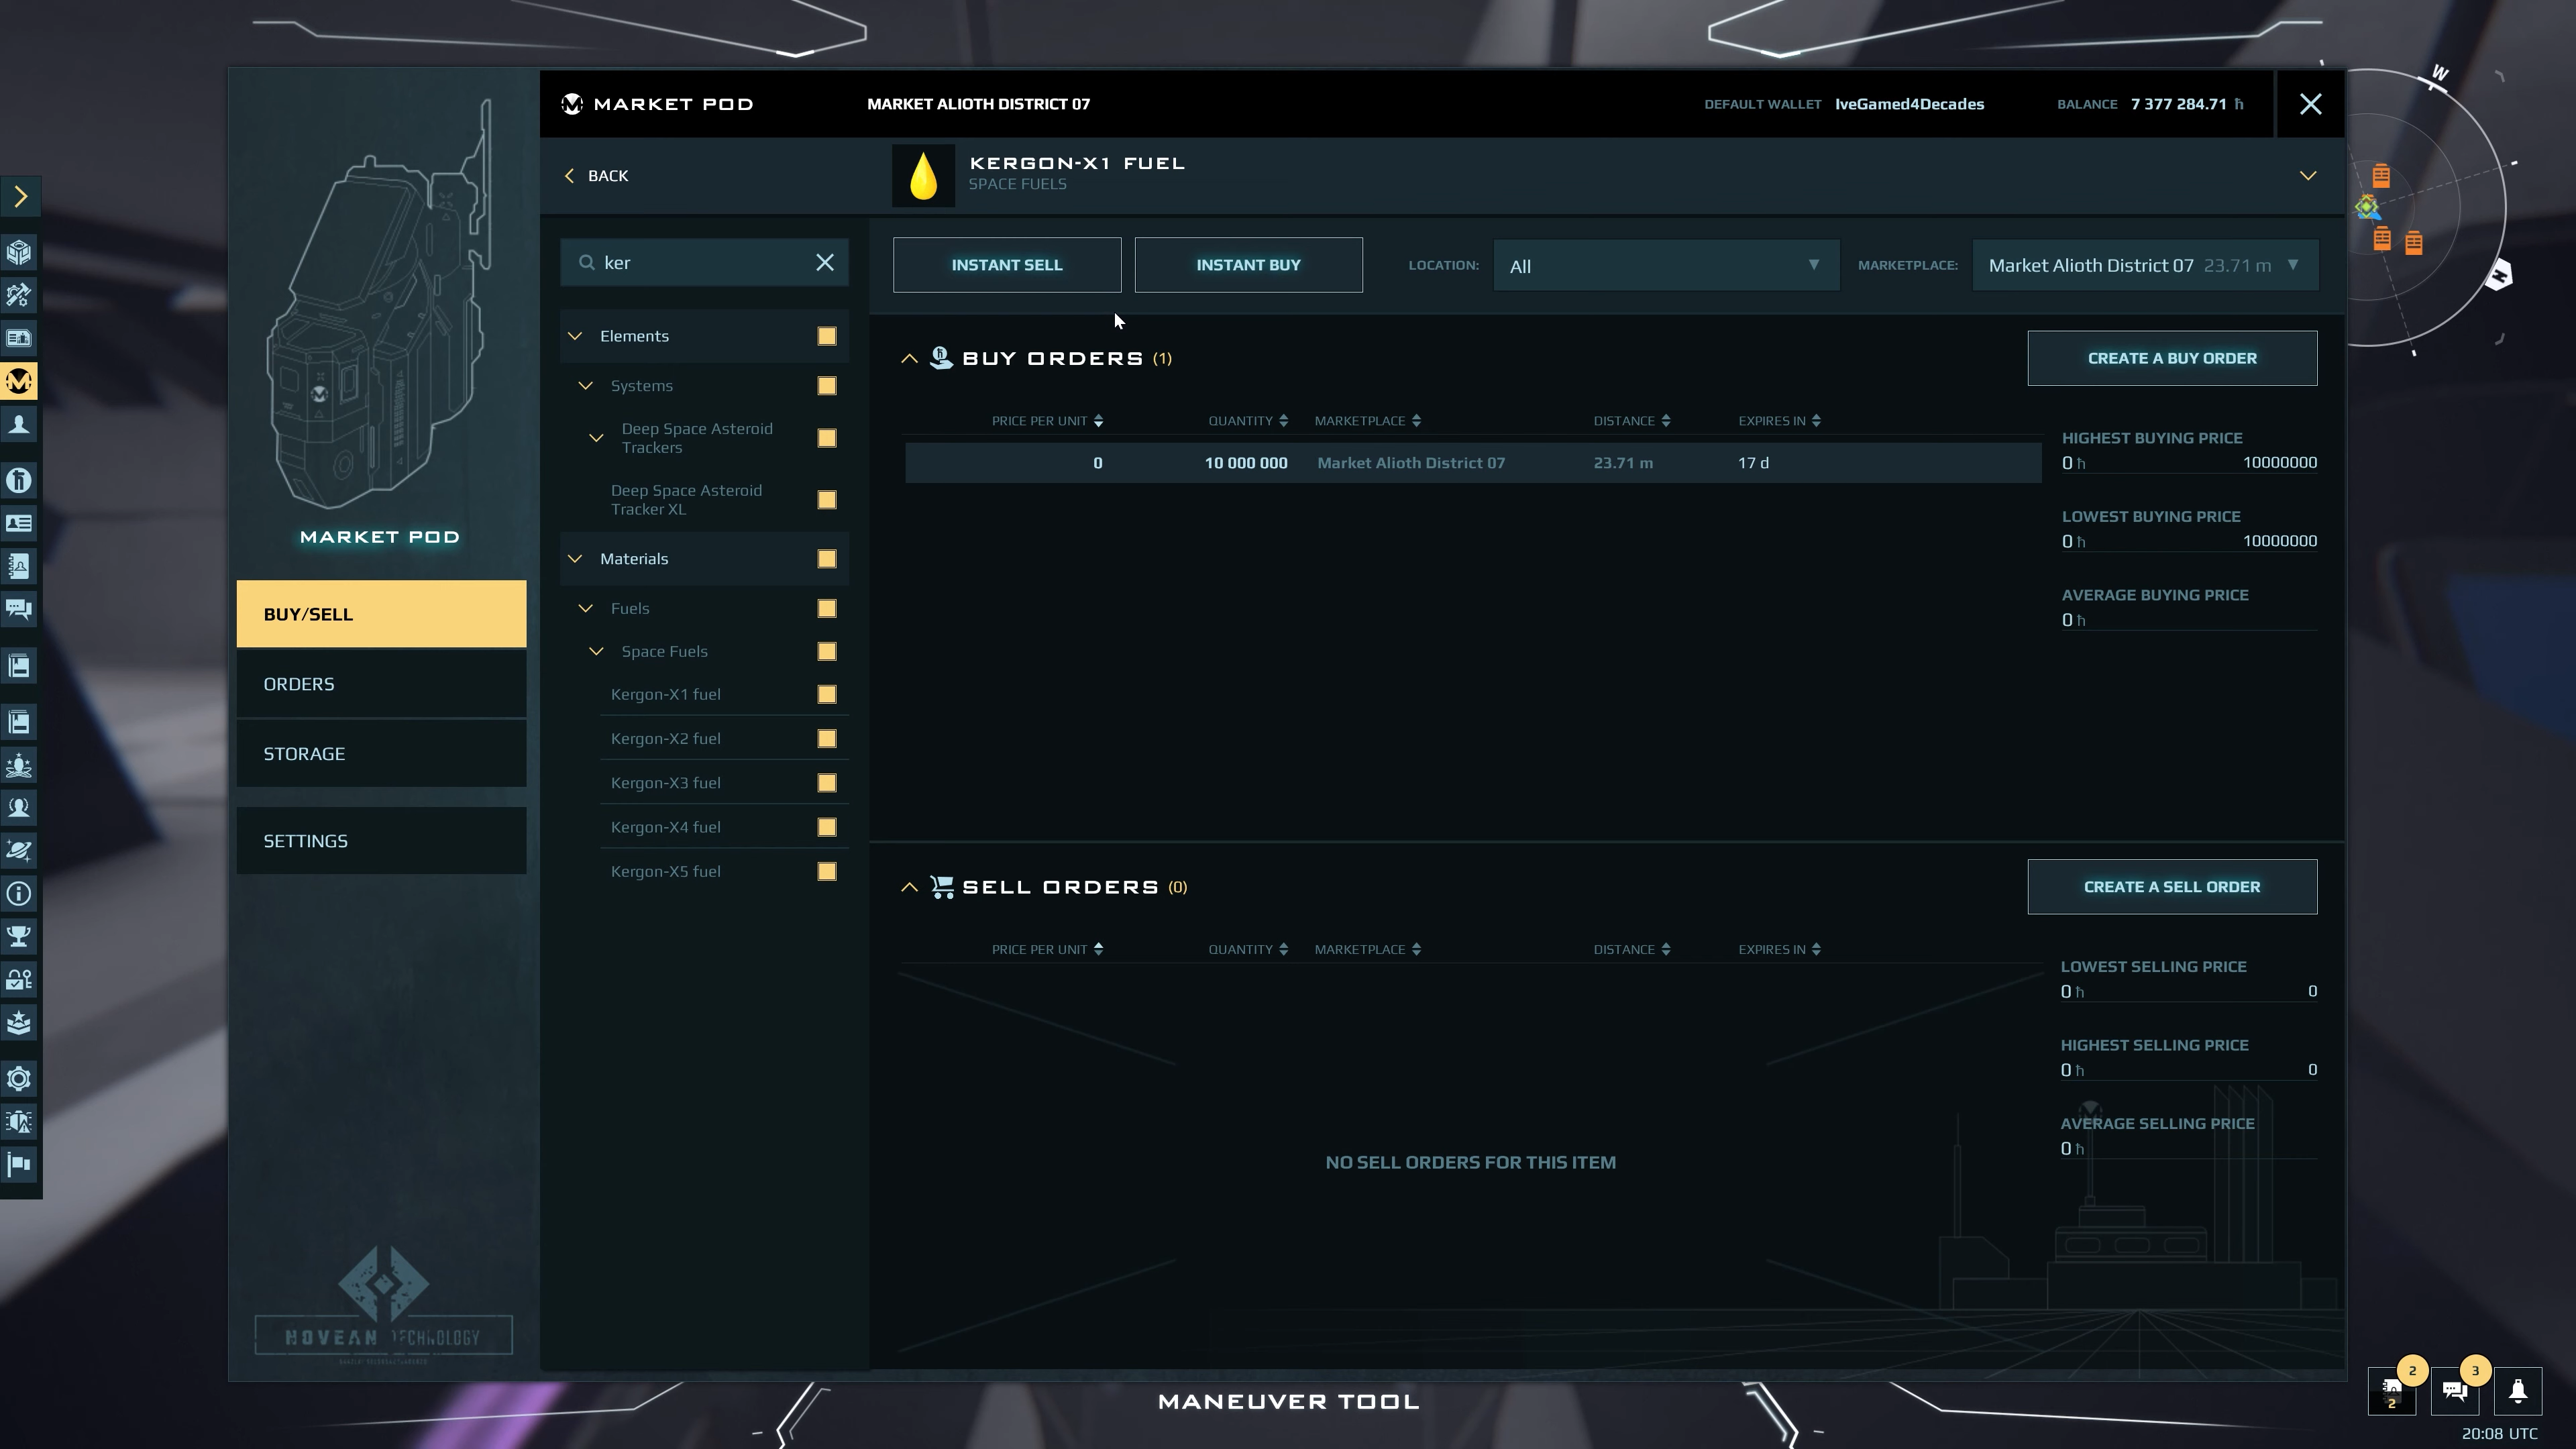 MARKET POD
MARKET ALIOTH DISTRICT 07
DEFAULT WALLET IveGamed4Decades
BALANCE 7 377 284.71 ħ
W
N
BACK
KERGON-X1 FUEL
SPACE FUELS
ker
INSTANT SELL
INSTANT BUY
LOCATION: All
MARKETPLACE: Market Alioth District 07 23.71 m
Elements
Systems
Deep Space Asteroid
Trackers
Deep Space Asteroid
Tracker XL
Materials
Fuels
Space Fuels
Kergon-X1 fuel
Kergon-X2 fuel
Kergon-X3 fuel
Kergon-X4 fuel
Kergon-X5 fuel
MARKET POD
BUY/SELL
ORDERS
STORAGE
SETTINGS
BUY ORDERS (1)
CREATE A BUY ORDER
PRICE PER UNIT QUANTITY MARKETPLACE DISTANCE EXPIRES IN
0 10 000 000 Market Alioth District 07 23.71 m 17 d
HIGHEST BUYING PRICE
0 ħ 10000000
LOWEST BUYING PRICE
0 ħ 10000000
AVERAGE BUYING PRICE
0 ħ
SELL ORDERS (0)
CREATE A SELL ORDER
PRICE PER UNIT QUANTITY MARKETPLACE DISTANCE EXPIRES IN
NO SELL ORDERS FOR THIS ITEM
LOWEST SELLING PRICE
0 ħ 0
HIGHEST SELLING PRICE
0 ħ 0
AVERAGE SELLING PRICE
0 ħ
NOVEAN TECHNOLOGY
MANEUVER TOOL
2
2
3
20:08 UTC